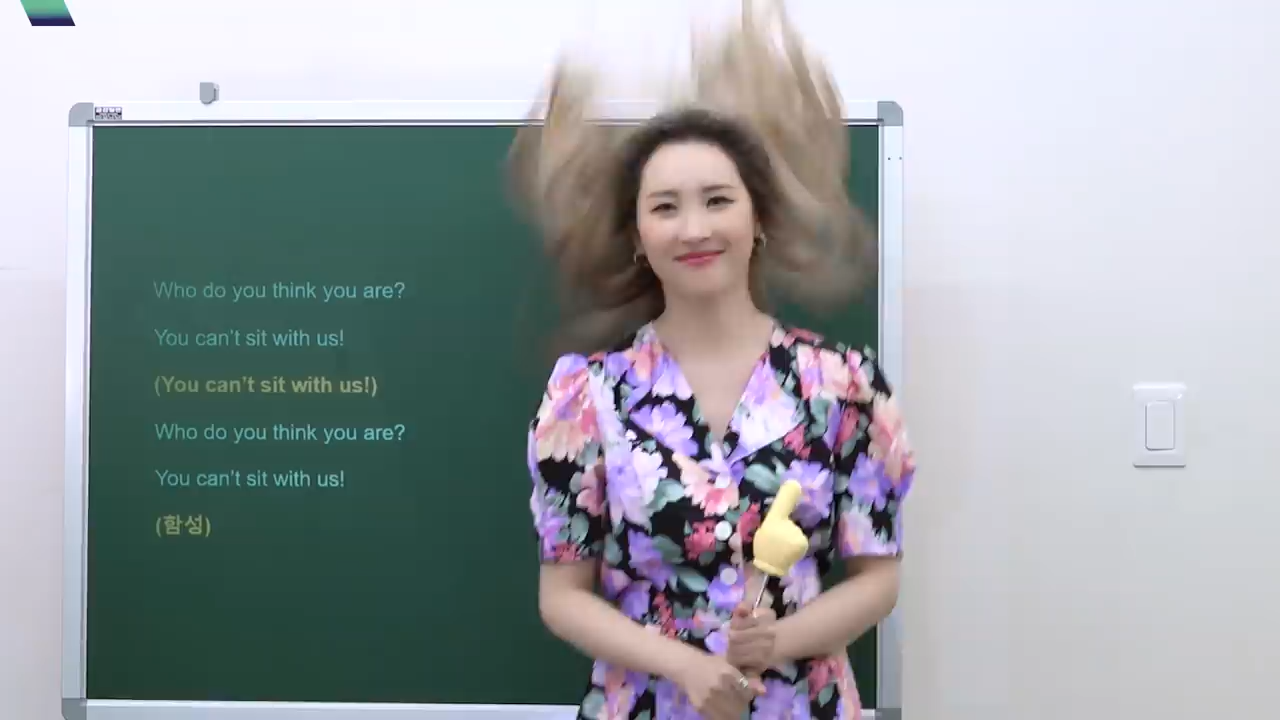 Who do you think you are?
You can't sit with us!
(You can't sit with us!)
Who do you think you are?
You can't sit with us!
(함성)